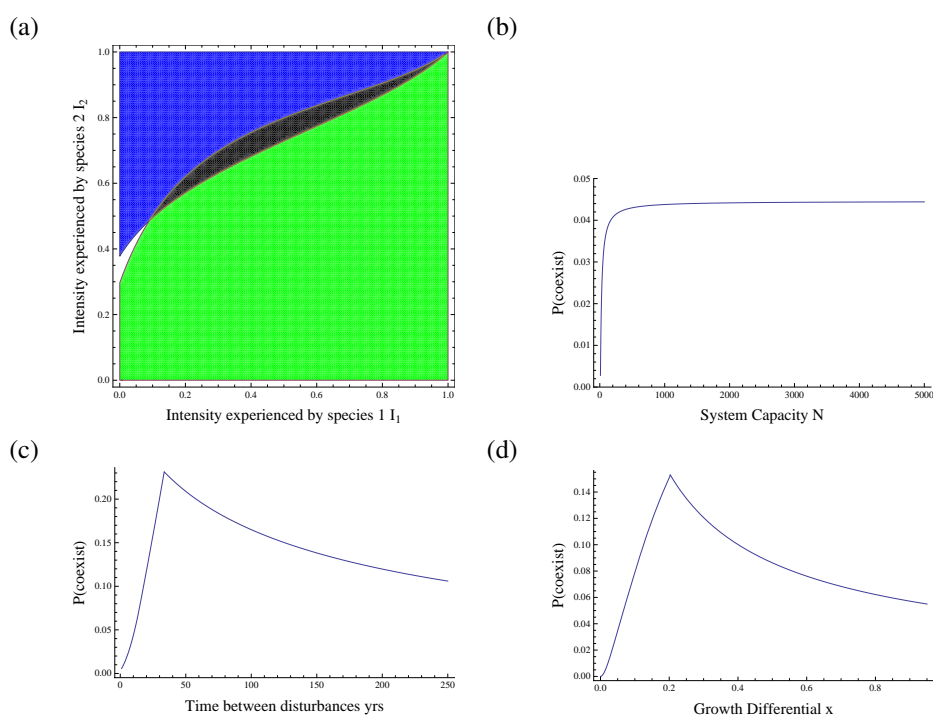 (a)
(b)
1.0
0.8
0.6
0.4
0.2
0.0
Intensity experienced by species 2 I2
0.0 0.2 0.4 0.6 0.8 1.0
Intensity experienced by species 1 I1
0.05
0.04
0.03
0.02
0.01
0.00
P(coexist)
0 1000 2000 3000 4000 5000
System Capacity N
(c)
(d)
0.20
0.15
0.10
0.05
0.00
P(coexist)
0 50 100 150 200 250
Time between disturbances yrs
0.14
0.12
0.10
0.08
0.06
0.04
0.02
0.00
P(coexist)
0.0 0.2 0.4 0.6 0.8
Growth Differential x